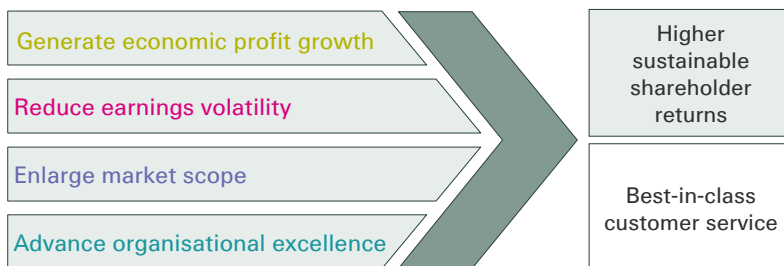 Generate economic profit growth
Reduce earnings volatility
Enlarge market scope
Advance organisational excellence
Higher
sustainable
shareholder
returns
Best-in-class
customer service